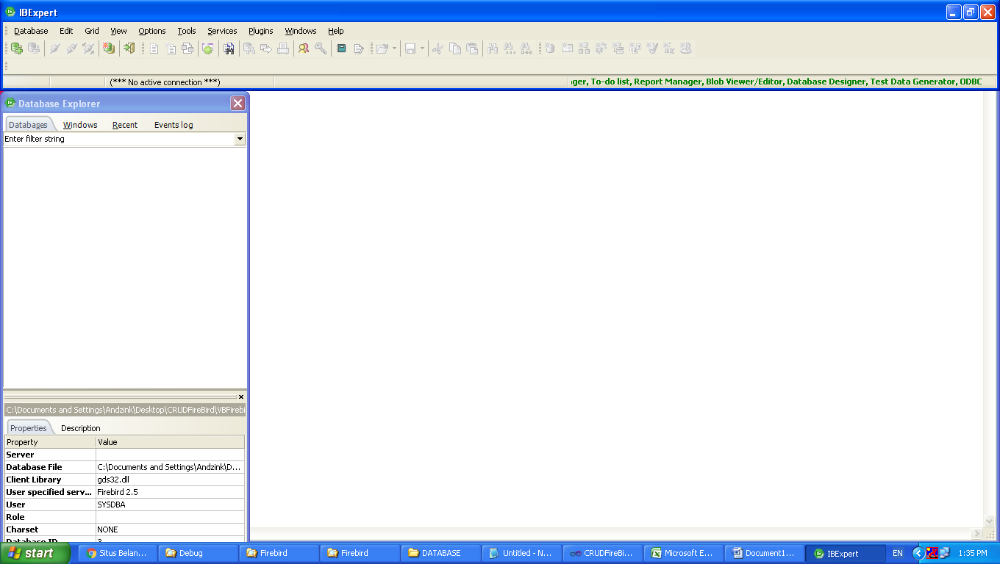 IBExpert
Database Edit Grid View Options Tools Services Plugins Windows Help
(*** No active connection ***) ger, To-do list, Report Manager, Blob Viewer/Editor, Database Designer, Test Data Generator, ODBC
Database Explorer
Databases Windows Recent Events log
Enter filter string
C:\Documents and Settings\Andzink\Desktop\CRUDFireBird\VBFirebi
Properties Description
Property Value
Server
Database File C:\Documents and Settings\Andzink\D...
Client Library gds32.dll
User specified serv... Firebird 2.5
User SYSDBA
Role
Charset NONE
Database ID
start Situs Belan... Debug Firebird Firebird DATABASE Untitled - N... CRUDFireBi... Microsoft E... Document1... IBExpert EN 1:35 PM